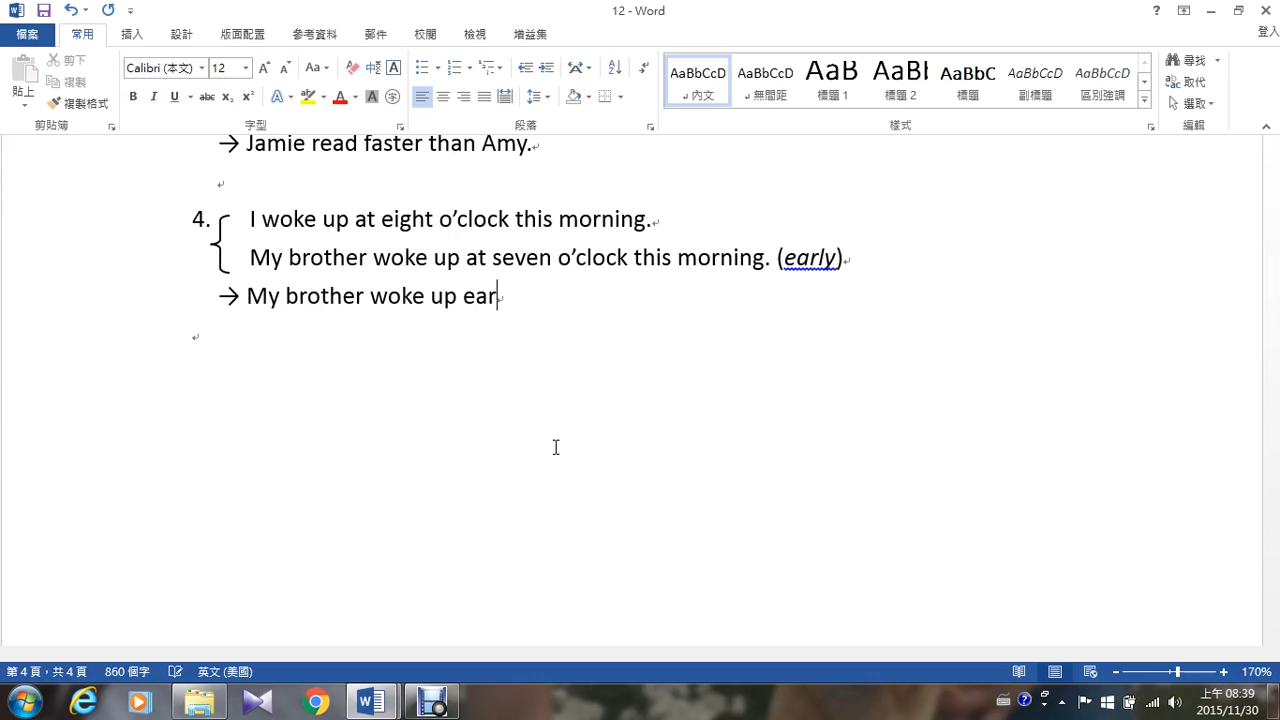 12 - Word
登入
檔案 常用 插入 設計 版面配置 參考資料 郵件 校閱 檢視 增益集
貼上 剪下 複製 複製格式 剪貼簿
Calibri (本文) 12 Aa A
B I U abc x₂ x² A A A 字
字型 段落
AaBbCcD AaBbCcD AaB AaBl AaBbC AaBbCcD AaBbCcD
內文 無間距 標題 1 標題 2 標題 副標題 區別強調
樣式
尋找 取代 選取 編輯
→ Jamie read faster than Amy.
4. I woke up at eight o’clock this morning.
My brother woke up at seven o’clock this morning. (early)
→ My brother woke up ear
第 4 頁，共 4 頁 860 個字 英文 (美國) 170%
上午 08:39
2015/11/30